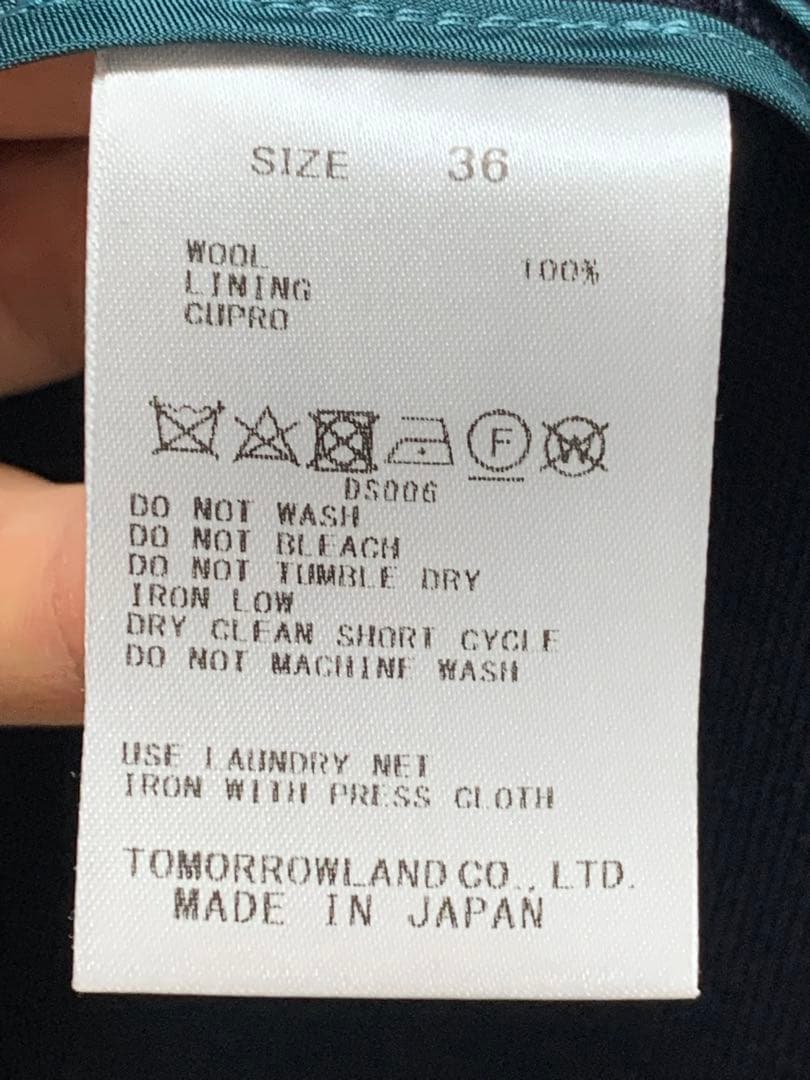 SIZE 36
WOOL 100%
LINING
CUPRO
F W
DS006
DO NOT WASH
DO NOT BLEACH
DO NOT TUMBLE DRY
IRON LOW
DRY CLEAN SHORT CYCLE
DO NOT MACHINE WASH
USE LAUNDRY NET
IRON WITH PRESS CLOTH
TOMORROWLAND CO., LTD.
MADE IN JAPAN